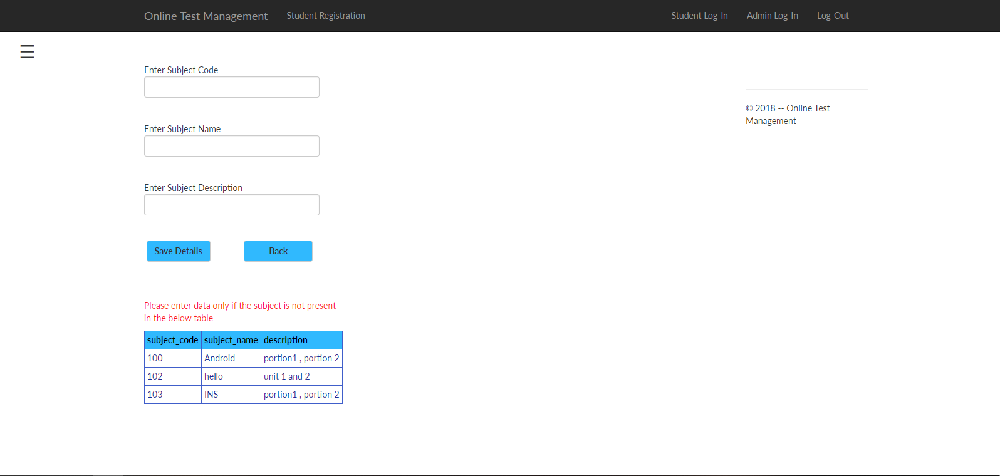 Online Test Management Student Registration Student Log-In Admin Log-In Log-Out
Enter Subject Code
Enter Subject Name
Enter Subject Description
Save Details Back
Please enter data only if the subject is not present
in the below table
subject_code subject_name description
100 Android portion1 , portion 2
102 hello unit 1 and 2
103 INS portion1 , portion 2
© 2018 -- Online Test
Management